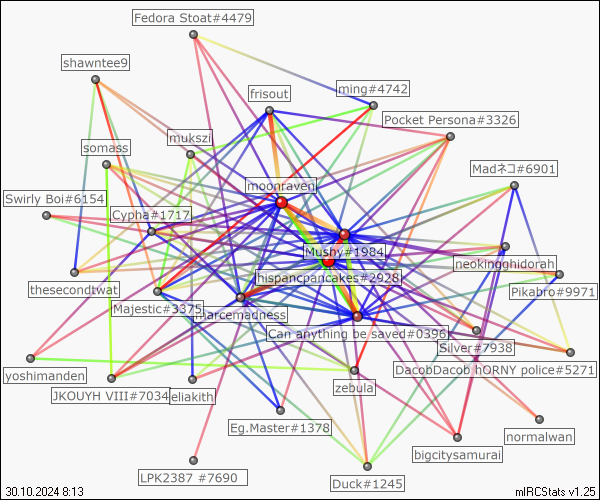 Fedora Stoat#4479
shawntee9
frisout
ming#4742
Pocket Persona#3326
mukszi
somass
Madネコ#6901
moonraven
Swirly Boi#6154
Cypha#1717
Mushy#1984
neokingghidorah
hispancpancakes#2928
thesecondtwat
Pikabro#9971
Majestic#3375
marcemadness
Can anything be saved#0396
Silver#7938
DacobDacob hORNY police#5271
yoshimanden
zebula
JKOUYH VIII#7034
eliakith
Eg.Master#1378
normalwan
bigcitysamurai
LPK2387 #7690
Duck#1245
30.10.2024 8:13
mIRCStats v1.25